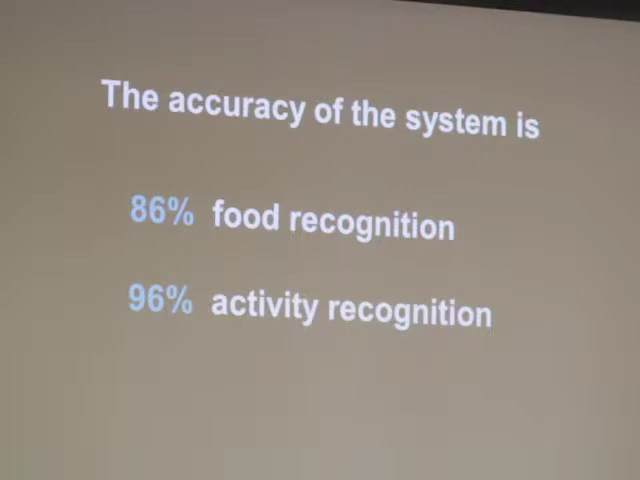 The accuracy of the system is
86% food recognition
96% activity recognition